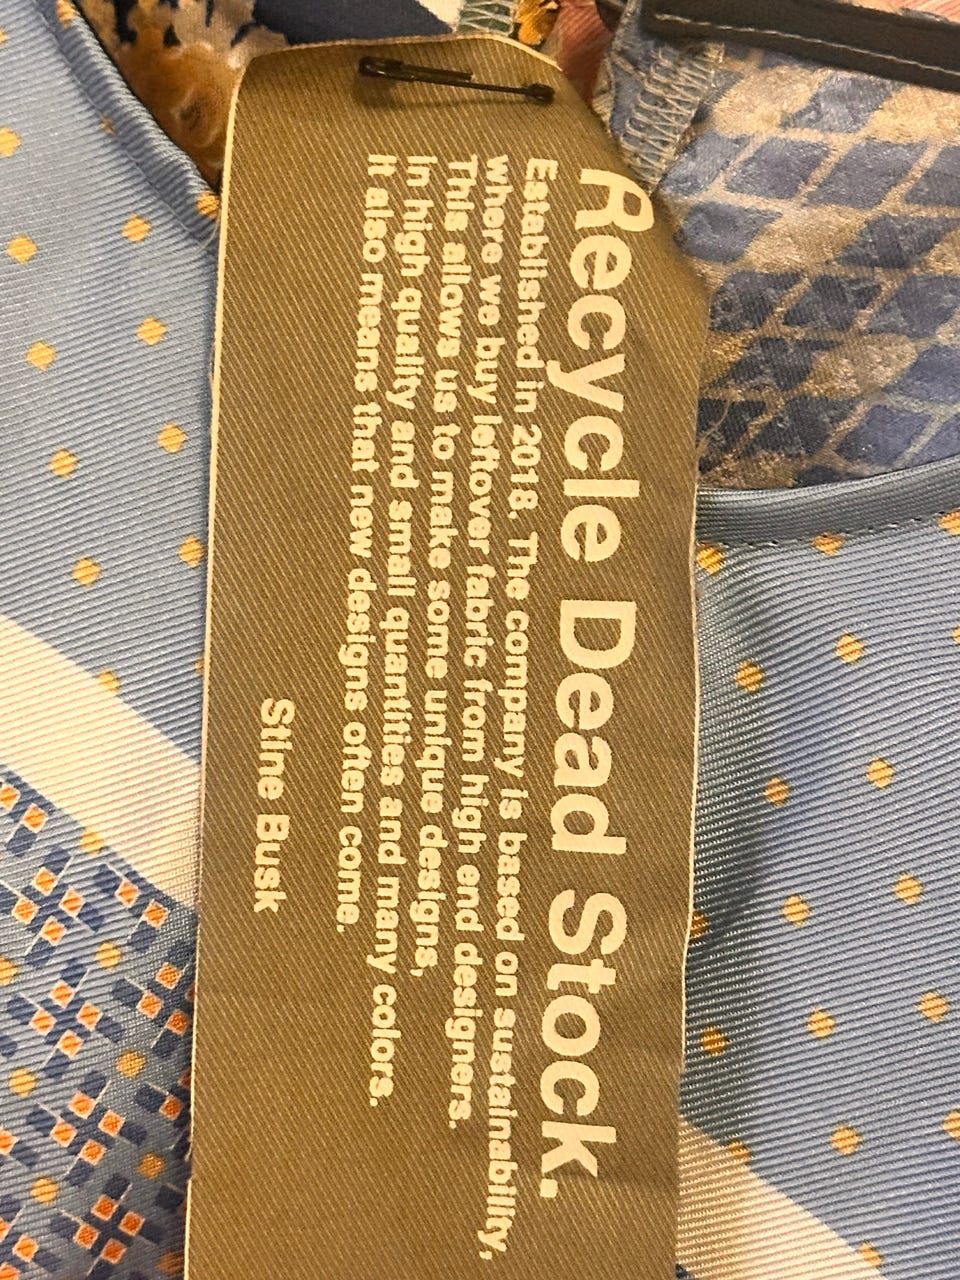 Recycle Dead Stock.
Established in 2018. The company is based on sustainability,
Where we buy leftover fabric from high end designers.
This allows us to make some unique designs,
In high quality and small quantities and many colors.
It also means that new designs often come.
Stine Busk